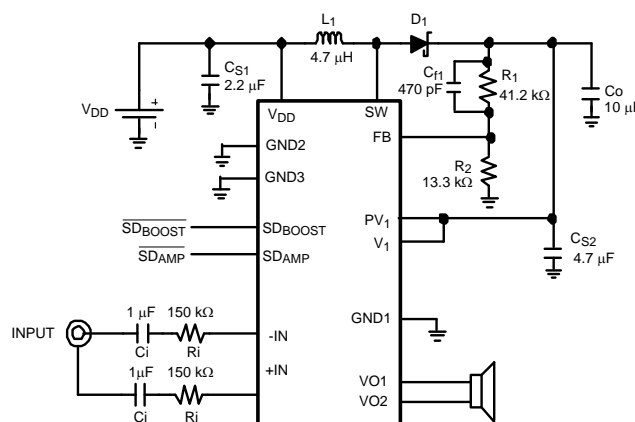 L1
4.7 μH
D1
CS1
2.2 μF
Cf1
470 pF
R1
41.2 kΩ
Co
10 μ
VDD
+
-
VDD
SW
GND2
FB
GND3
R2
13.3 kΩ
SDBOOST
SDBOOST
PV1
V1
SDAMP
SDAMP
CS2
4.7 μF
1 μF
150 kΩ
INPUT
-IN
GND1
Ci
Ri
1μF
150 kΩ
+IN
Ci
Ri
VO1
VO2